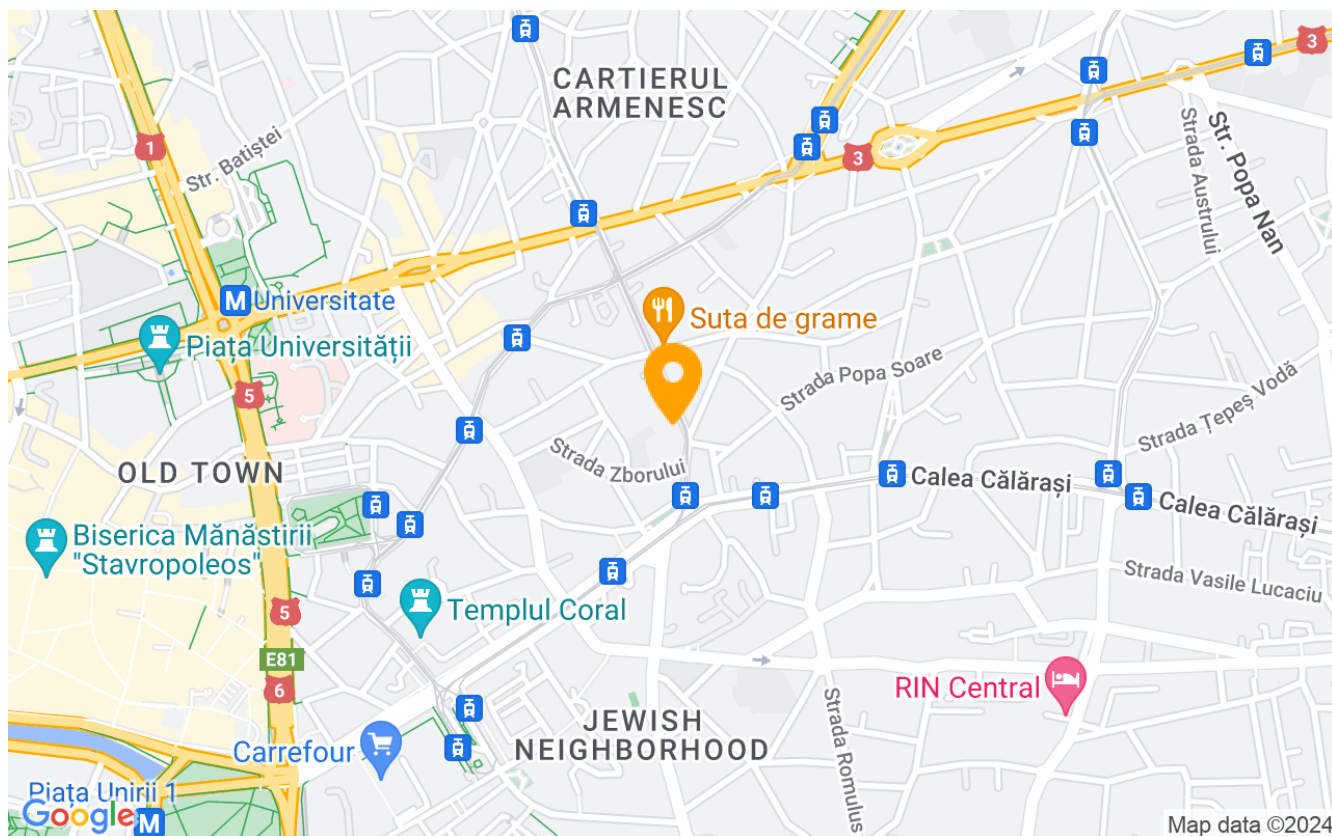 CARTIERUL
ARMENESC
3
1
Str. Batiștei
3
Strada Austrului
Str. Popa Nan
M Universitate
Piața Universității
Suta de grame
5
Strada Popa Soare
Strada Țepeș Vodă
OLD TOWN
Strada Zborului
Calea Călărași
Calea Călărași
Biserica Mănăstirii
"Stavropoleos"
Strada Vasile Lucaciu
Templul Coral
5
E81
6
RIN Central
Strada Romulus
JEWISH
NEIGHBORHOOD
Carrefour
Piața Unirii 1
Google
M
Map data ©2024